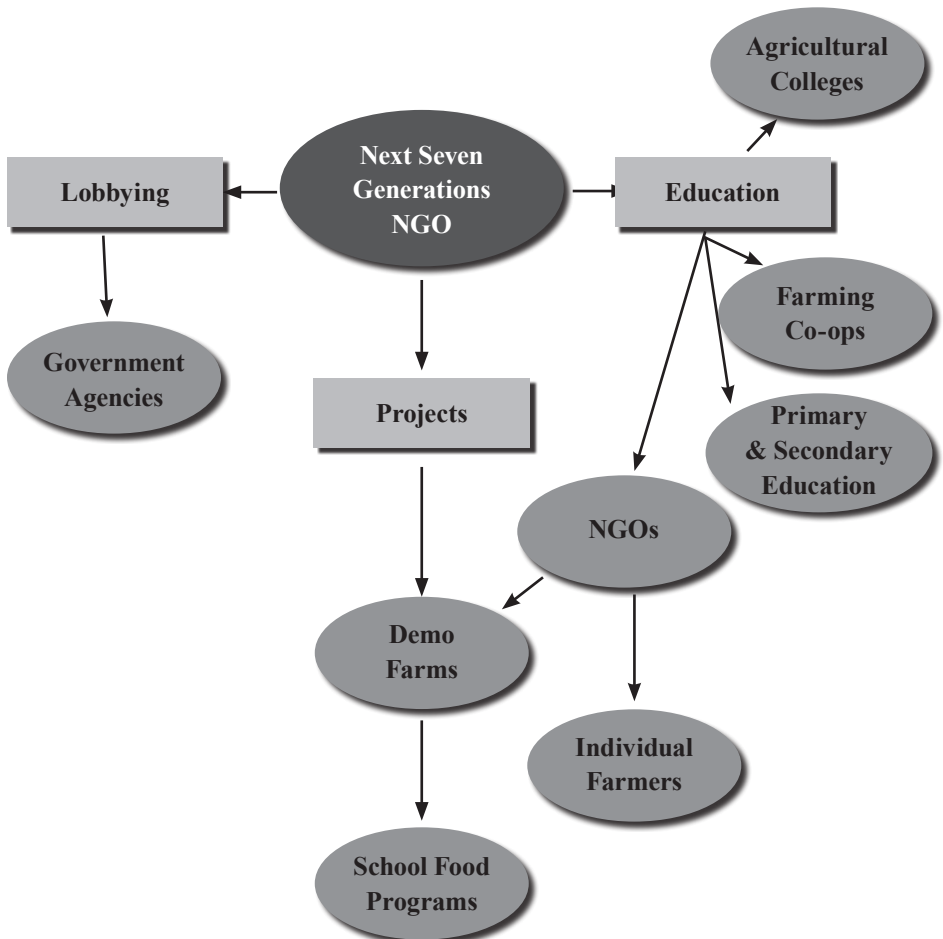 Agricultural
Colleges
Next Seven
Generations
NGO
Lobbying
Education
Farming
Co-ops
Government
Agencies
Projects
Primary
& Secondary
Education
NGOs
Demo
Farms
Individual
Farmers
School Food
Programs